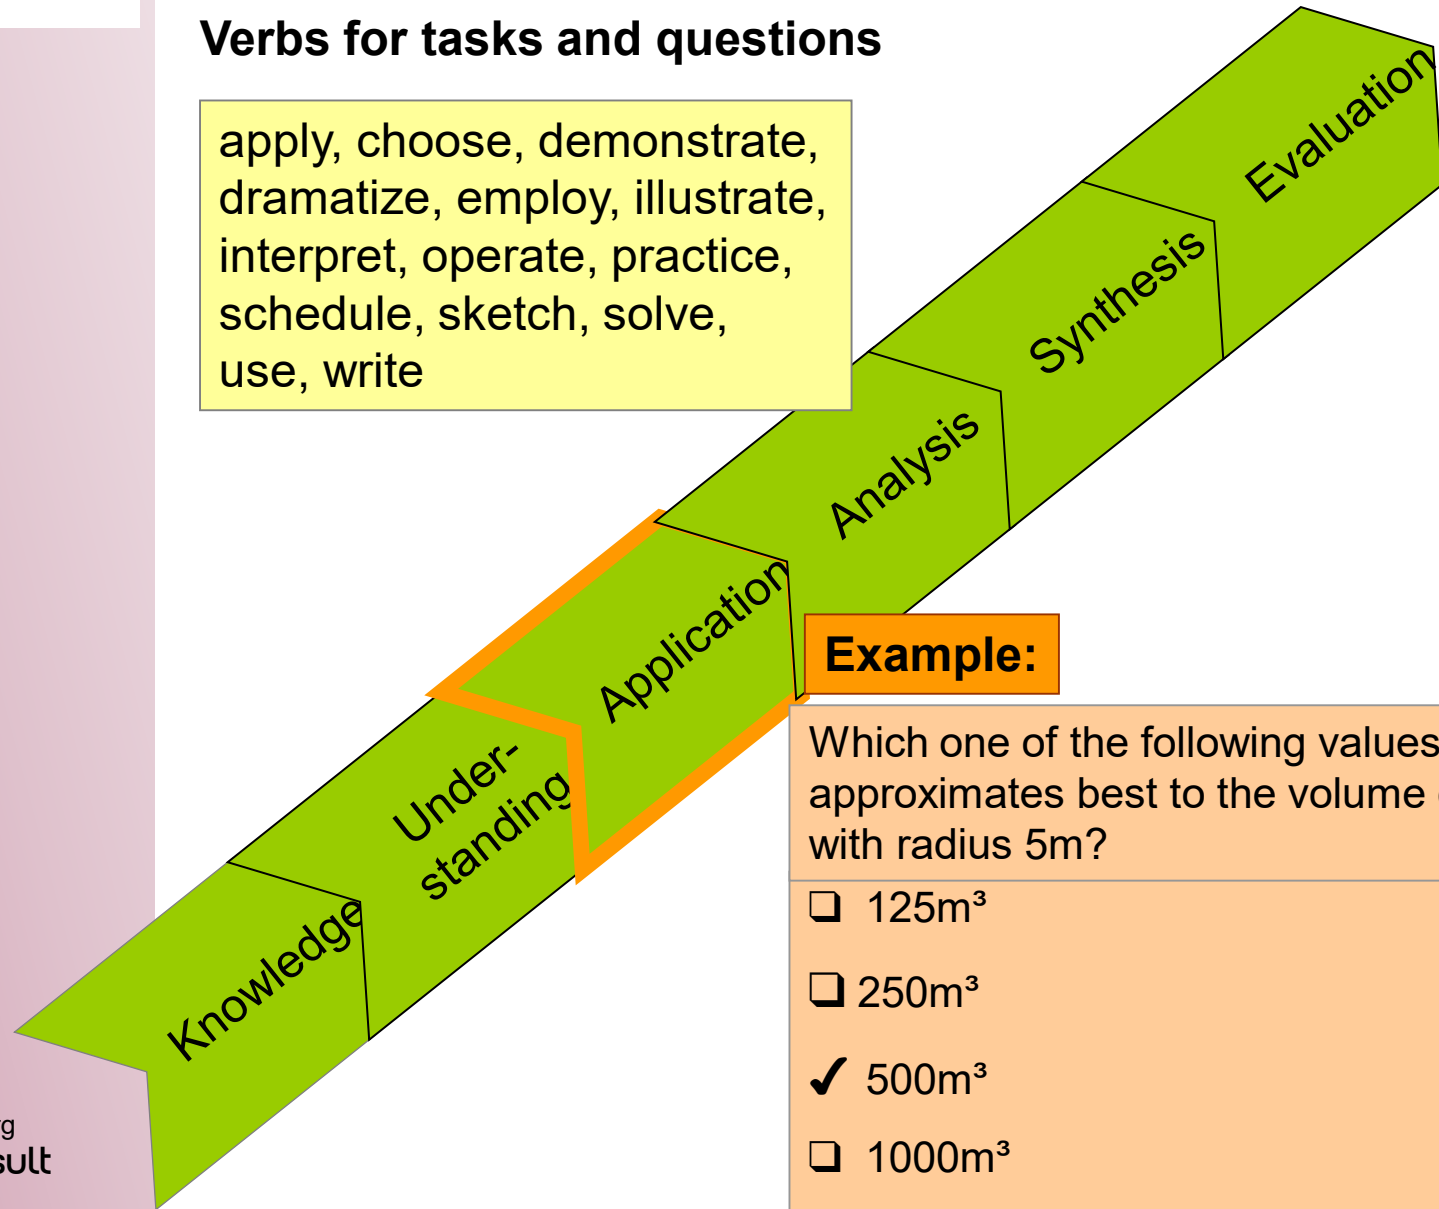 Verbs for tasks and questions
apply, choose, demonstrate,
dramatize, employ, illustrate,
interpret, operate, practice,
schedule, sketch, solve,
use, write
Evaluation
Synthesis
Analysis
Application
Under-
standing
Knowledge
Example:
Which one of the following values
approximates best to the volume
with radius 5m?
125m³
250m³
500m³
1000m³